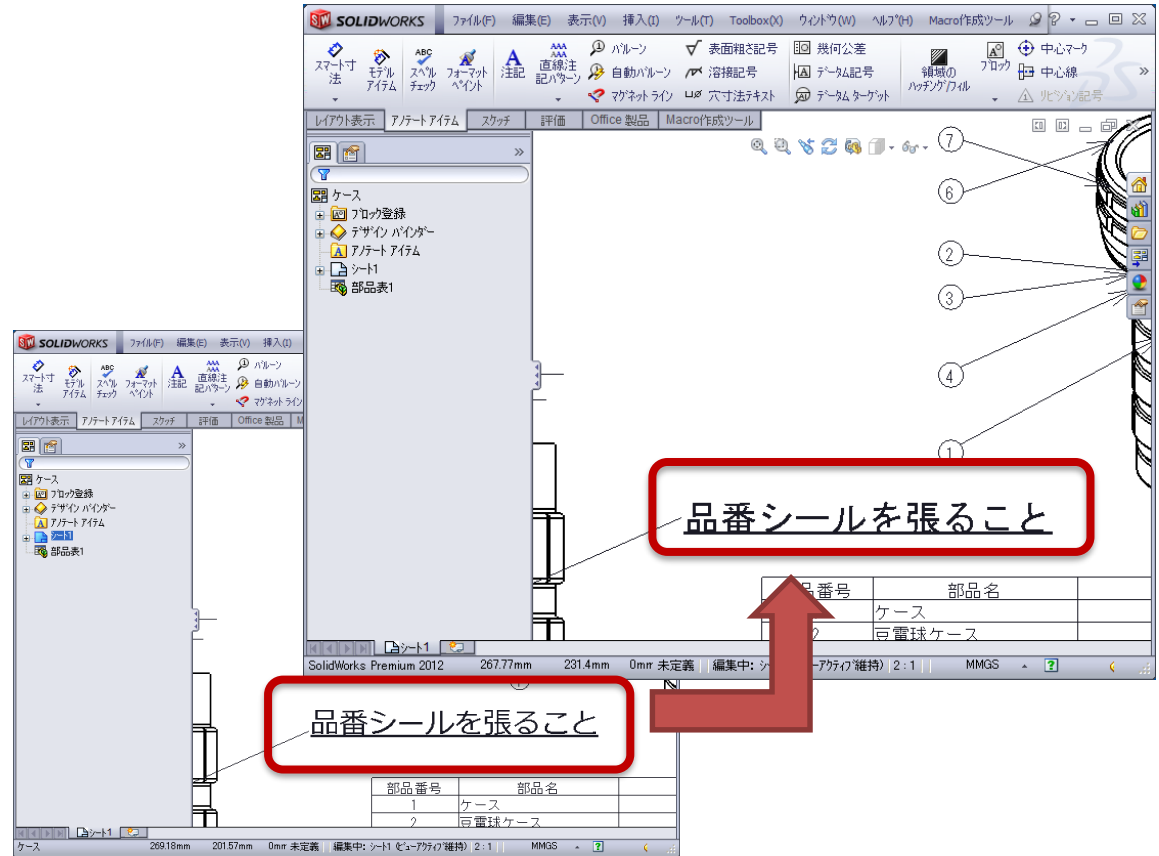 SOLIDWORKS ファイル(F) 編集(E) 表示(V) 挿入(I) ツール(T) Toolbox(X) ウィンドウ(W) ヘルプ(H) Macro作成ツール
スマート寸法
モデル アイテム
ABC
スペル チェック
フォーマット ペイント
A
注記
直線注記パターン
バルーン
自動バルーン
マグネット ライン
表面粗さ記号
溶接記号
穴寸法テキスト
幾何公差
データム記号
データム ターゲット
領域のハッチング/フィル
ブロック
中心マーク
中心線
リビジョン記号
レイアウト表示 アノテート アイテム スケッチ 評価 Office 製品 Macro作成ツール
ケース
ブロック登録
デザイン バインダー
アノテート アイテム
シート1
部品表1
7
6
2
3
4
1
品番シールを張ること
品番号 部品名
ケース
2 豆電球ケース
シート1
SolidWorks Premium 2012 267.77mm 231.4mm 0mm 未定義 編集中: 2 : 1 MMGS
SOLIDWORKS ファイル(F) 編集(E) 表示(V) 挿入(I)
スマート寸法
モデル アイテム
ABC
スペル チェック
フォーマット ペイント
A
注記
直線注記パターン
バルーン
自動バルーン
マグネット ライン
レイアウト表示 アノテート アイテム スケッチ 評価 Office 製品 M
ケース
ブロック登録
デザイン バインダー
アノテート アイテム
シート1
部品表1
品番シールを張ること
部品番号 部品名
1 ケース
2 豆電球ケース
シート1
ケース 269.18mm 201.57mm 0mm 未定義 編集中: シート1 (ビューアクティブ維持) 2 : 1 MMGS